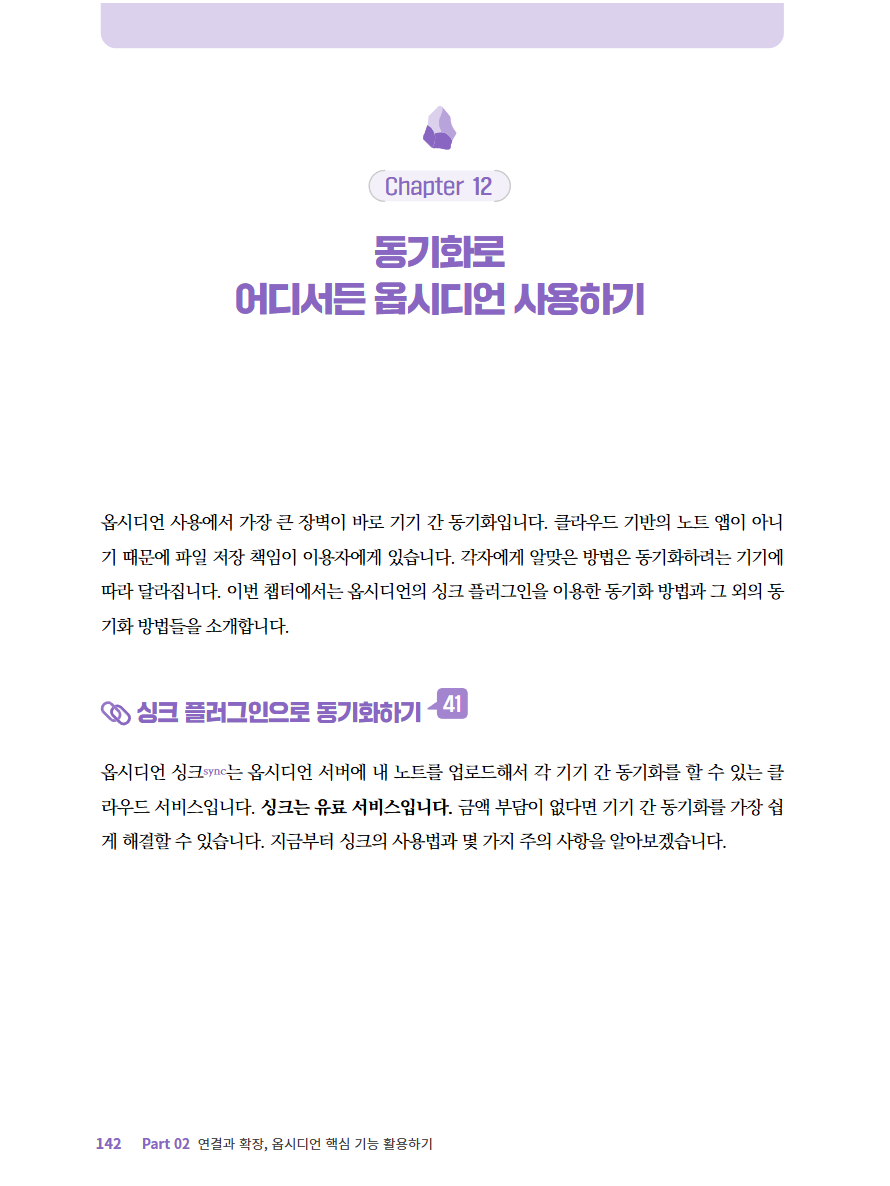 Chapter 12
동기화로
어디서든 옵시디언 사용하기
옵시디언 사용에서 가장 큰 장벽이 바로 기기 간 동기화입니다. 클라우드 기반의 노트 앱이 아니
기 때문에 파일 저장 책임이 이용자에게 있습니다. 각자에게 알맞은 방법은 동기화하려는 기기에
따라 달라집니다. 이번 챕터에서는 옵시디언의 싱크 플러그인을 이용한 동기화 방법과 그 외의 동
기화 방법들을 소개합니다.
싱크 플러그인으로 동기화하기 41
옵시디언 싱크sync는 옵시디언 서버에 내 노트를 업로드해서 각 기기 간 동기화를 할 수 있는 클
라우드 서비스입니다. 싱크는 유료 서비스입니다. 금액 부담이 없다면 기기 간 동기화를 가장 쉽
게 해결할 수 있습니다. 지금부터 싱크의 사용법과 몇 가지 주의 사항을 알아보겠습니다.
142 Part 02 연결과 확장, 옵시디언 핵심 기능 활용하기